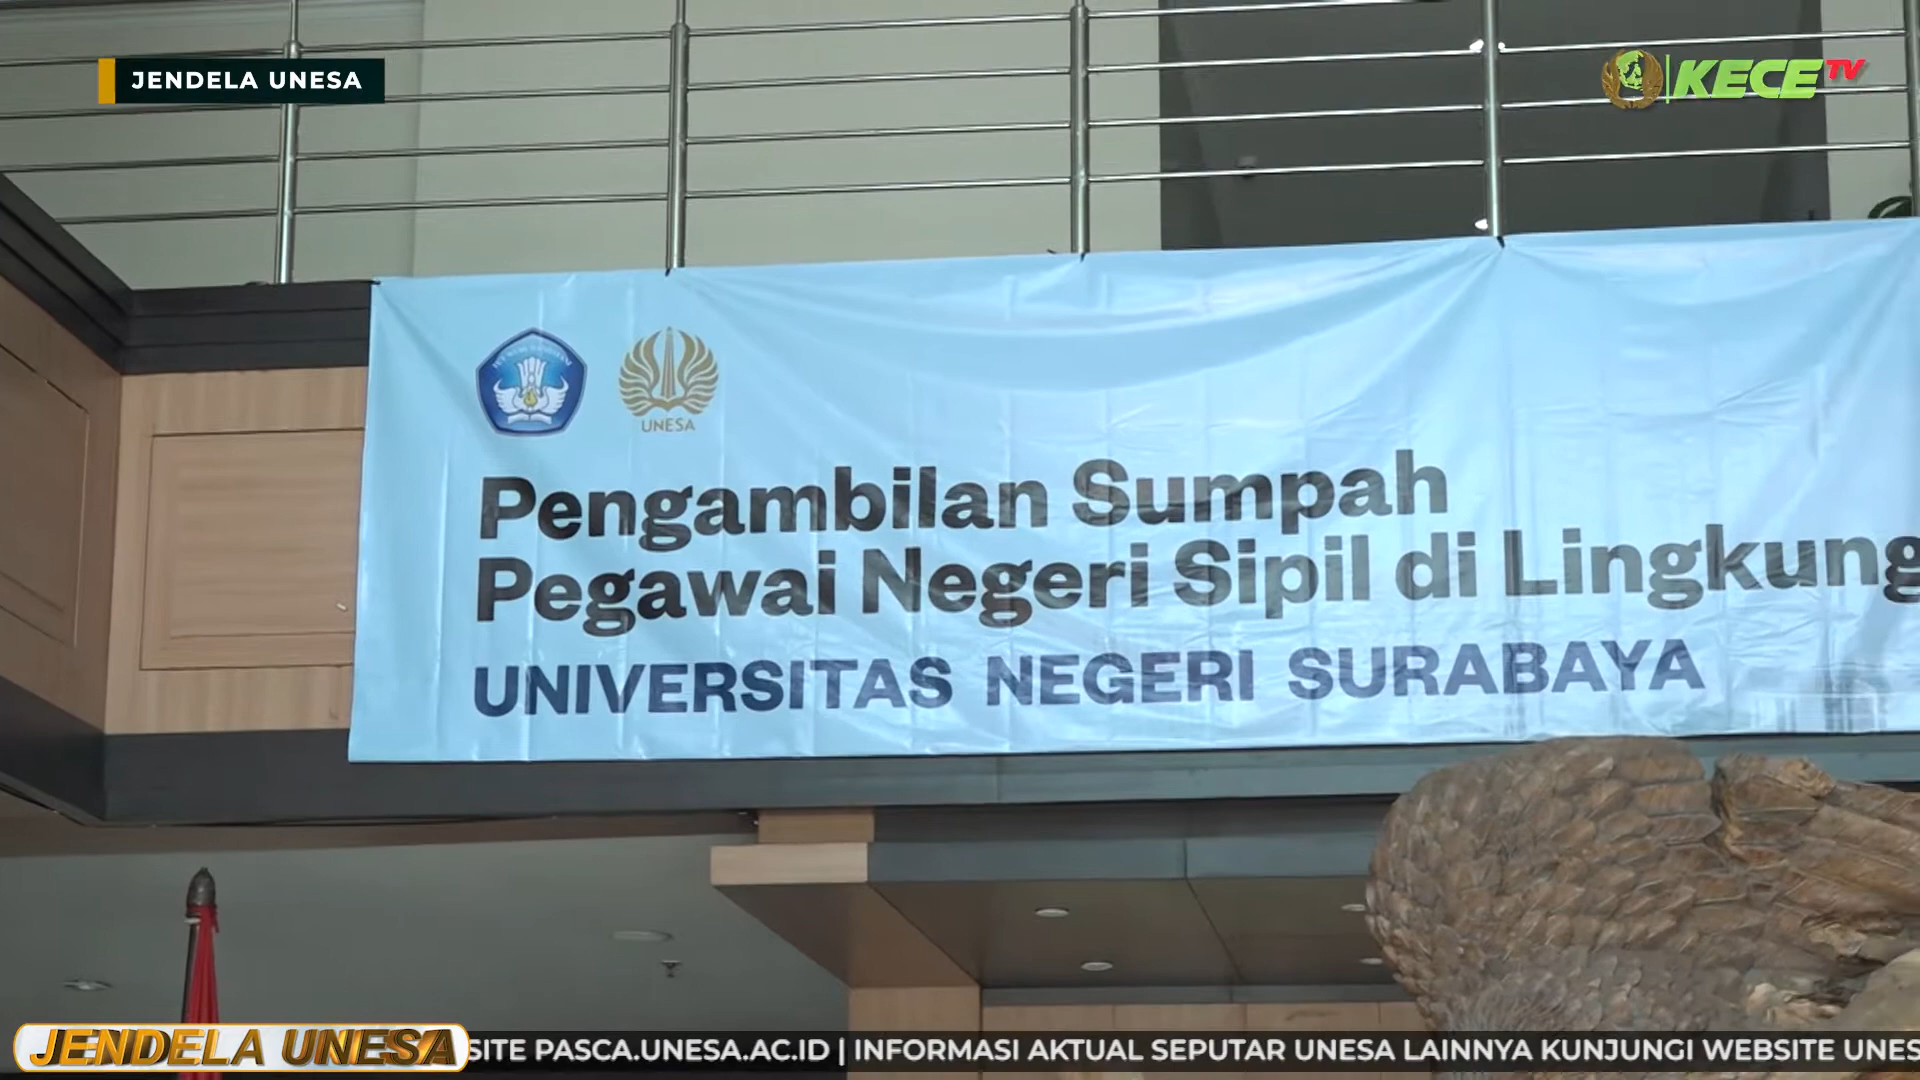 JENDELA UNESA
KECE TV
UNESA
Pengambilan Sumpah
Pegawai Negeri Sipil di Lingkung
UNIVERSITAS NEGERI SURABAYA
JENDELA UNESA
SITE PASCA.UNESA.AC.ID | INFORMASI AKTUAL SEPUTAR UNESA LAINNYA KUNJUNGI WEBSITE UNES